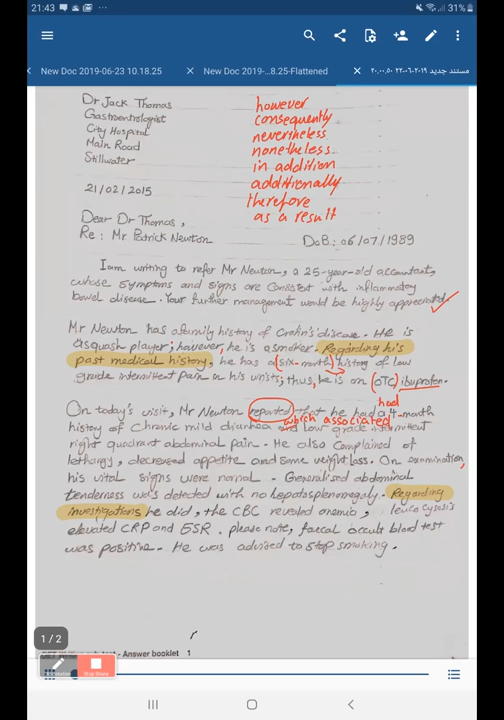 21:43
31%
New Doc 2019-06-23 10.18.25
New Doc 2019-...8.25-Flattened
مستند جديد ٢٠١٩-٠٦-٢٣ ٢٠.٠٠.٥٠
Dr Jack Thomas
Gastroentrologist
City Hospital
Main Road
Stillwater
21/02/2015
however
consequently
nevertheless
nonetheless
in addition
additionally
therefore
as a result
Dear Dr Thomas,
Re: Mr Patrick Newton DoB: 06/07/1989
I am writing to refer Mr Newton, a 25-year-old accountant,
whose symptoms and signs are consistent with inflammatory
bowel disease. Your further management would be highly appreciated.
Mr Newton has a family history of Crohn's disease. He is
a squash player; however, he is a smoker. Regarding his
past medical history, he has a (six-month) history of low
grade intermittent pain in his wrists; thus, he is on (OTC) ibuprofen.
had
On today's visit, Mr Newton reported that he had a 4-month
which associated
history of chronic mild diarrhea and low grade intermittent
right quadrant abdominal pain. He also complained of
lethargy, decreased appetite and some weight loss. On examination,
his vital signs were normal. Generalised abdominal
tenderness was detected with no hepatosplenomegaly. Regarding
investigations he did, the CBC revealed anemia, leucocytosis
elevated CRP and ESR. please note, faecal occult blood test
was positive. He was advised to stop smoking.
1 / 2
- Answer booklet 1